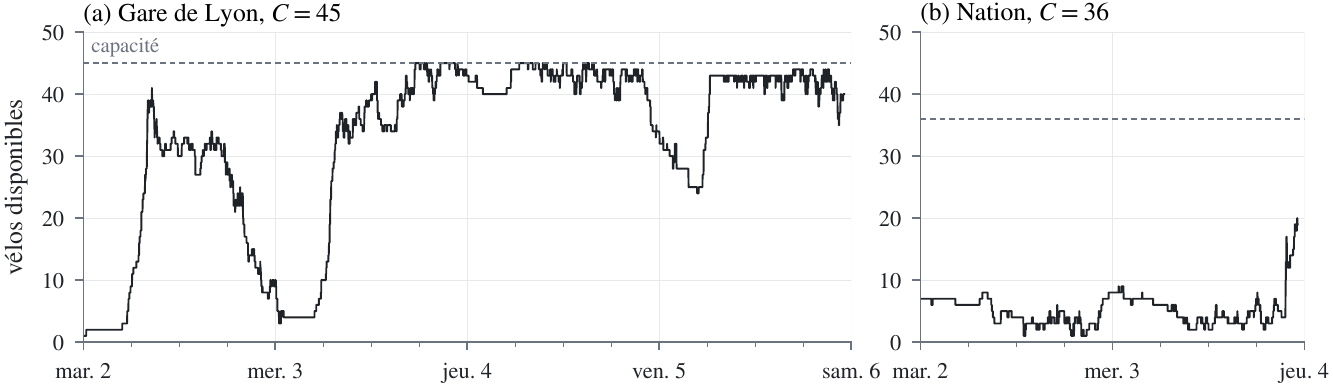 (a) Gare de Lyon, C = 45
capacité
vélos disponibles
50
40
30
20
10
0
mar. 2 mer. 3 jeu. 4 ven. 5 sam. 6
(b) Nation, C = 36
50
40
30
20
10
0
mar. 2 mer. 3 jeu. 4